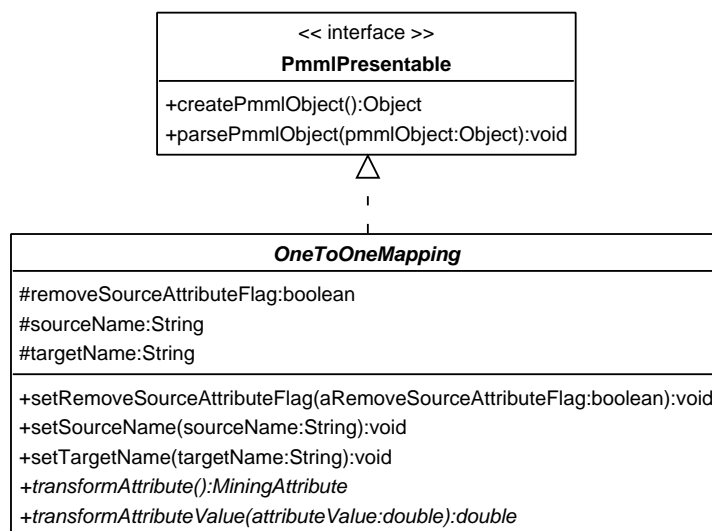 << interface >>
PmmlPresentable
+createPmmlObject():Object
+parsePmmlObject(pmmlObject:Object):void
OneToOneMapping
#removeSourceAttributeFlag:boolean
#sourceName:String
#targetName:String
+setRemoveSourceAttributeFlag(aRemoveSourceAttributeFlag:boolean):void
+setSourceName(sourceName:String):void
+setTargetName(targetName:String):void
+transformAttribute():MiningAttribute
+transformAttributeValue(attributeValue:double):double